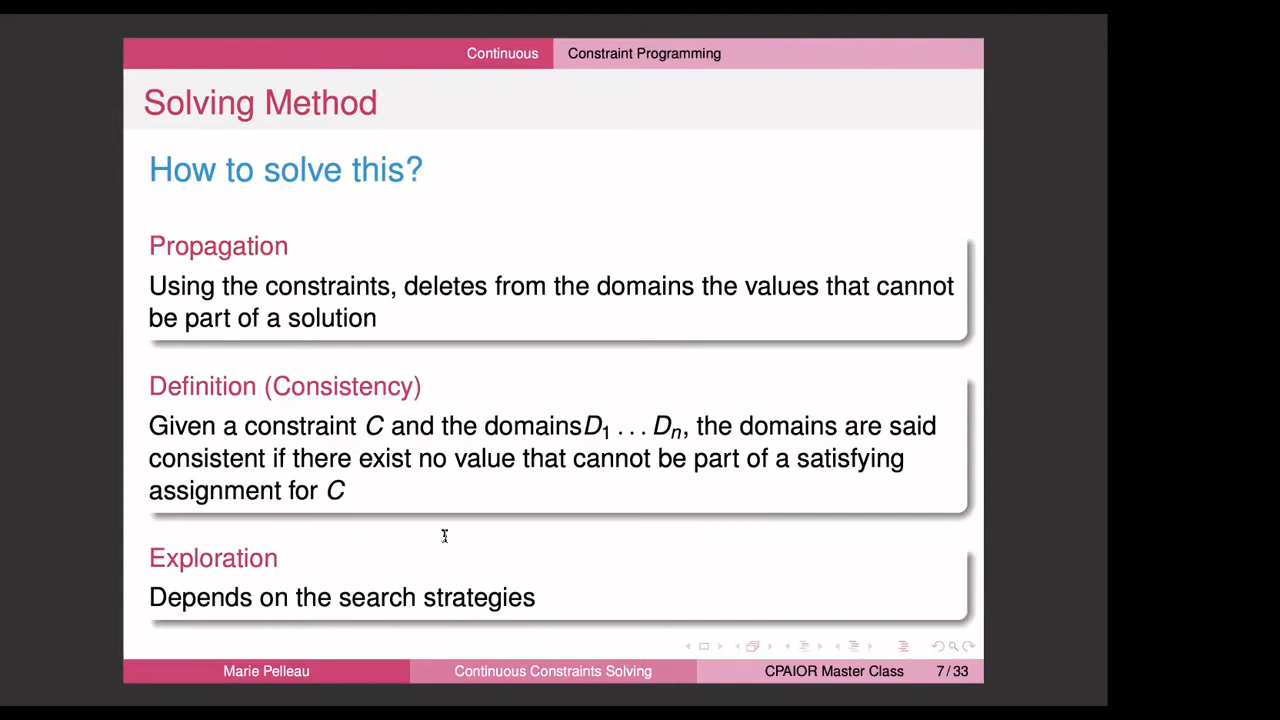 Continuous Constraint Programming
Solving Method
How to solve this?
Propagation
Using the constraints, deletes from the domains the values that cannot
be part of a solution
Definition (Consistency)
Given a constraint C and the domainsD1 . . . Dn, the domains are said
consistent if there exist no value that cannot be part of a satisfying
assignment for C
Exploration
Depends on the search strategies
Marie Pelleau Continuous Constraints Solving CPAIOR Master Class 7 / 33